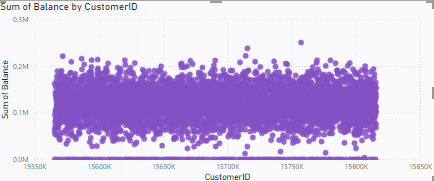 Sum of Balance by CustomerID
0.3M
0.2M
0.1M
0.0M
Sum of Balance
15550K 15600K 15650K 15700K 15750K 15800K 15850K
CustomerID